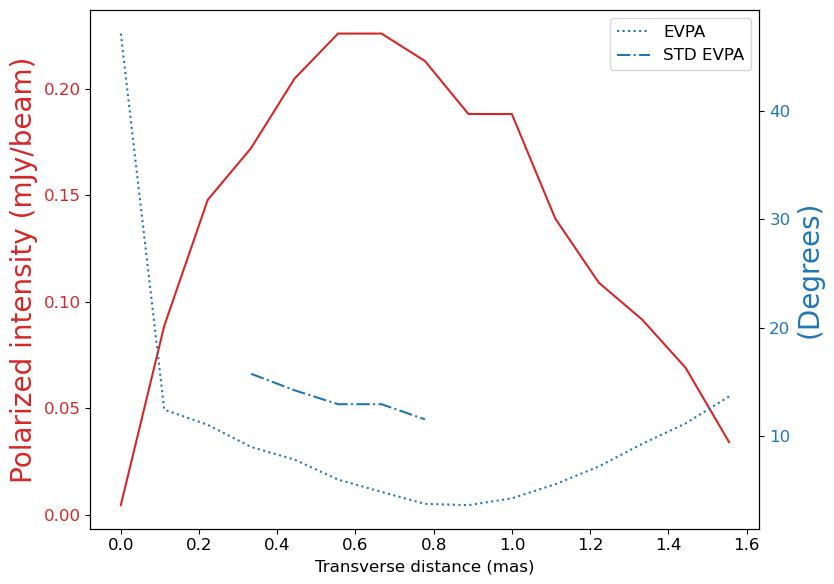 EVPA
STD EVPA
Polarized intensity (mJy/beam)
0.20
0.15
0.10
0.05
0.00
40
30
20
10
(Degrees)
0.0 0.2 0.4 0.6 0.8 1.0 1.2 1.4 1.6
Transverse distance (mas)